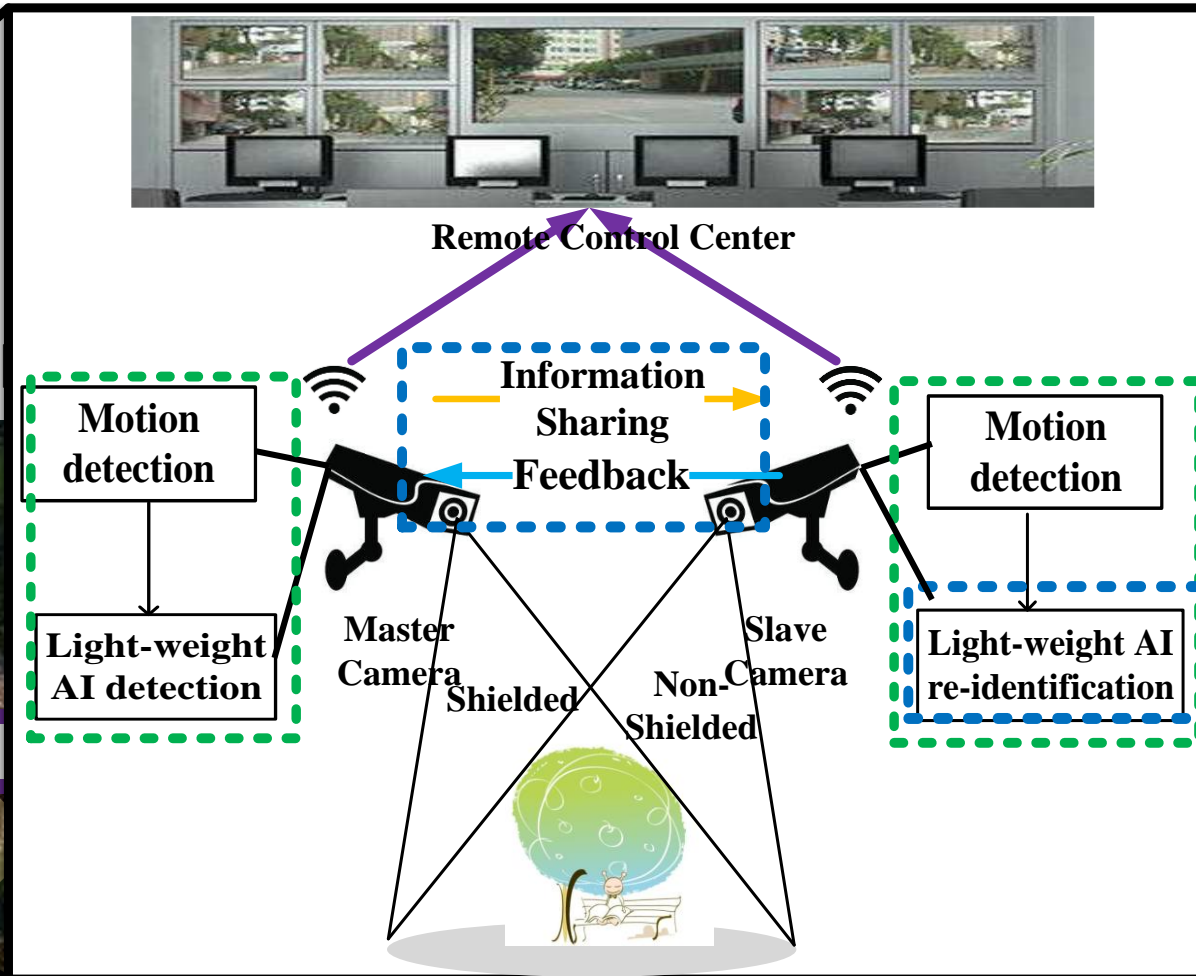 Remote Control Center
Information
Sharing
Feedback
Motion
detection
Light-weight
AI detection
Master
Camera
Shielded
Non-
Shielded
Slave
Camera
Motion
detection
Light-weight AI
re-identification